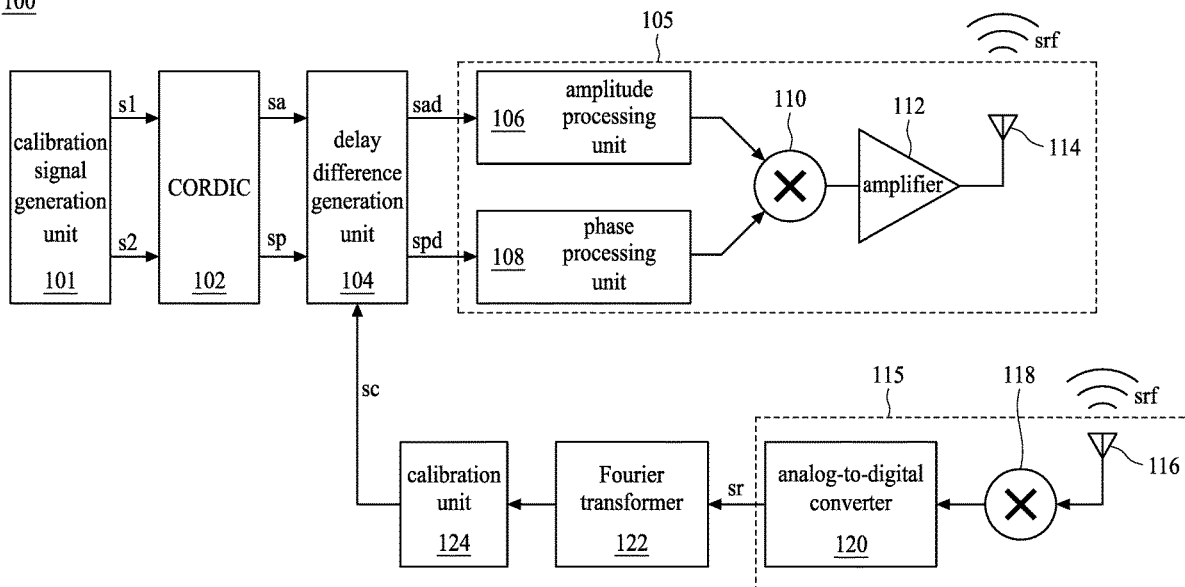 100
105
srf
s1
sa
sad
106
amplitude
processing
unit
110
112
114
calibration
signal
generation
unit
101
CORDIC
102
delay
difference
generation
unit
104
amplifier
s2
sp
spd
108
phase
processing
unit
sc
115
118
srf
116
calibration
unit
124
Fourier
transformer
122
sr
analog-to-digital
converter
120